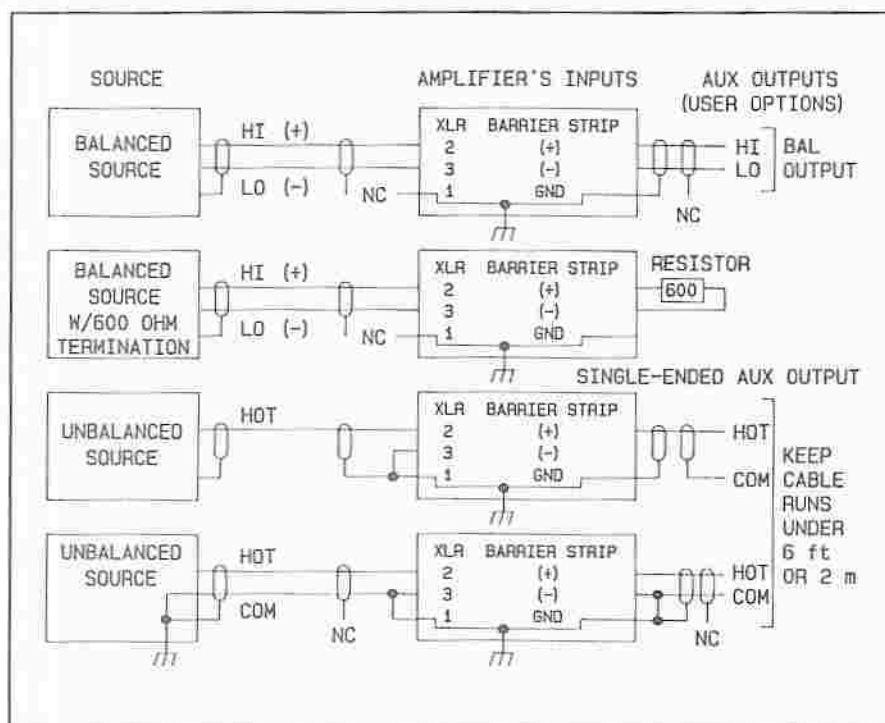 SOURCE
AMPLIFIER'S INPUTS
AUX OUTPUTS
(USER OPTIONS)
BALANCED
SOURCE
HI (+)
LO (-)
NC
XLR BARRIER STRIP
2 (+)
3 (-)
1 GND
HI
LO
BAL
OUTPUT
NC
BALANCED
SOURCE
W/600 OHM
TERMINATION
HI (+)
LO (-)
NC
XLR BARRIER STRIP
2 (+)
3 (-)
1 GND
RESISTOR
600
SINGLE-ENDED AUX OUTPUT
UNBALANCED
SOURCE
HOT
XLR BARRIER STRIP
2 (+)
3 (-)
1 GND
HOT
COM
KEEP
CABLE
RUNS
UNDER
6 ft
OR 2 m
UNBALANCED
SOURCE
HOT
COM
NC
XLR BARRIER STRIP
2 (+)
3 (-)
1 GND
HOT
COM
NC